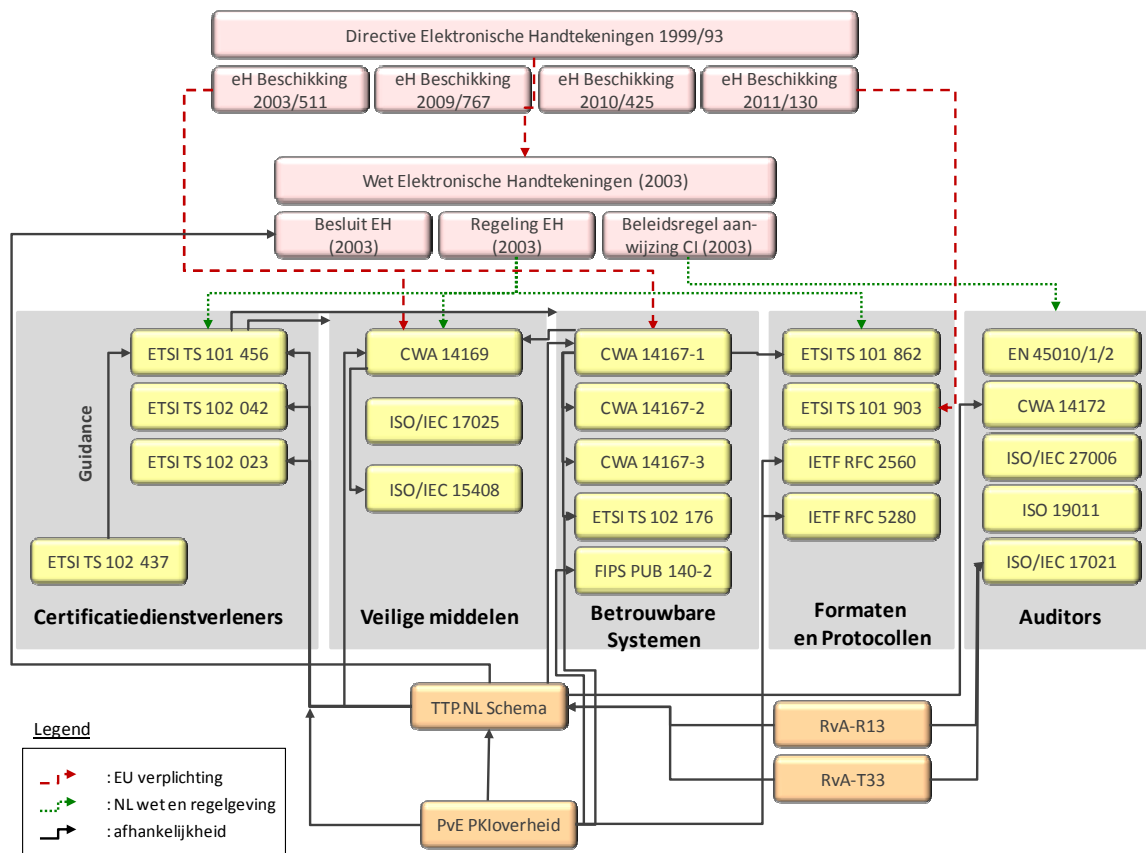 Directive Elektronische Handtekeningen 1999/93
eH Beschikking
2003/511
eH Beschikking
2009/767
eH Beschikking
2010/425
eH Beschikking
2011/130
Wet Elektronische Handtekeningen (2003)
Besluit EH
(2003)
Regeling EH
(2003)
Beleidsregel aan-
wijzing CI (2003)
Guidance
ETSI TS 101 456
ETSI TS 102 042
ETSI TS 102 023
ETSI TS 102 437
Certificatiedienstverleners
CWA 14169
ISO/IEC 17025
ISO/IEC 15408
Veilige middelen
CWA 14167-1
CWA 14167-2
CWA 14167-3
ETSI TS 102 176
FIPS PUB 140-2
Betrouwbare
Systemen
ETSI TS 101 862
ETSI TS 101 903
IETF RFC 2560
IETF RFC 5280
Formaten
en Protocollen
EN 45010/1/2
CWA 14172
ISO/IEC 27006
ISO 19011
ISO/IEC 17021
Auditors
TTP.NL Schema
RvA-R13
RvA-T33
PvE PKIoverheid
Legend
: EU verplichting
: NL wet en regelgeving
: afhankelijkheid